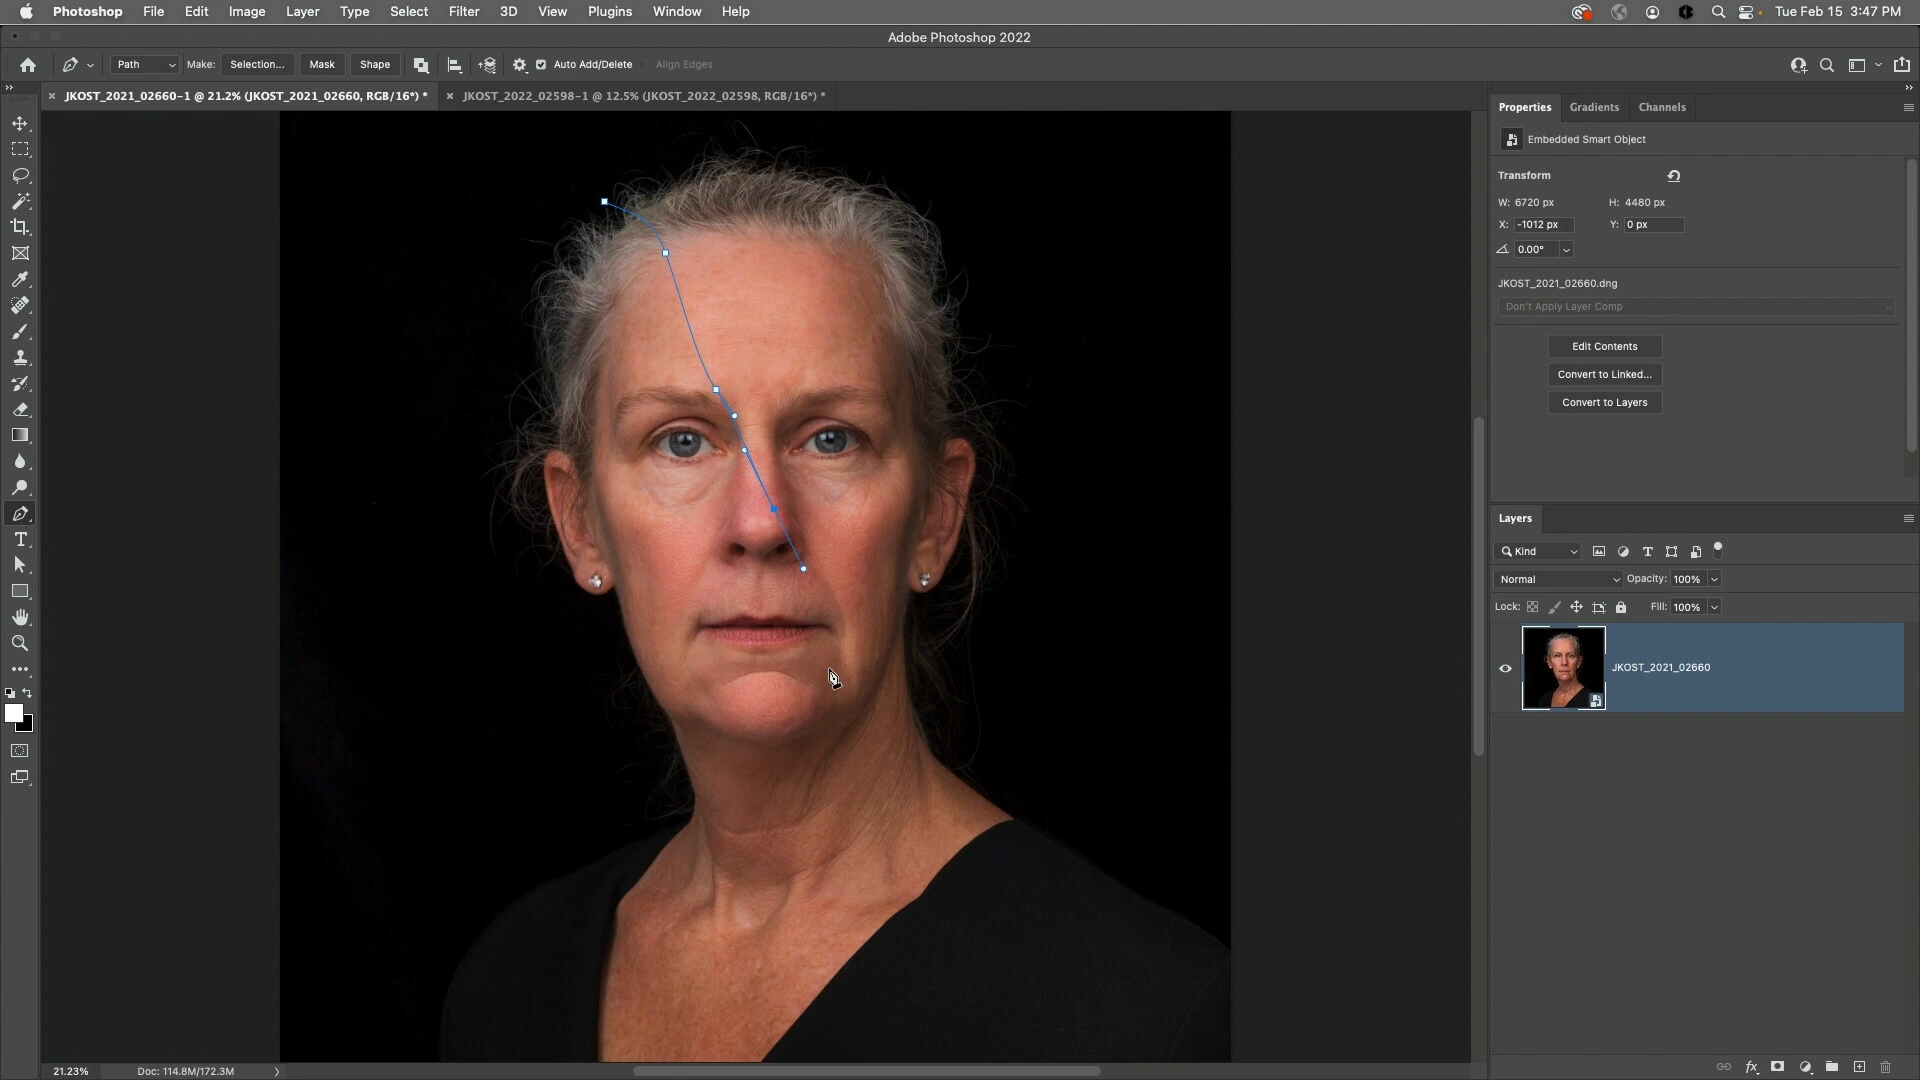 Photoshop File Edit Image Layer Type Select Filter 3D View Plugins Window Help Tue Feb 15 3:47 PM
Adobe Photoshop 2022
Path Make: Selection... Mask Shape Auto Add/Delete Align Edges
JKOST_2021_02660-1 @ 21.2% (JKOST_2021_02660, RGB/16*) * JKOST_2022_02598-1 @ 12.5% (JKOST_2022_02598, RGB/16*) *
Properties Gradients Channels
Embedded Smart Object
Transform
W: 6720 px H: 4480 px
X: -1012 px Y: 0 px
0.00°
JKOST_2021_02660.dng
Don't Apply Layer Comp
Edit Contents
Convert to Linked...
Convert to Layers
Layers
Kind
Normal Opacity: 100%
Lock: Fill: 100%
JKOST_2021_02660
21.23% Doc: 114.8M/172.3M